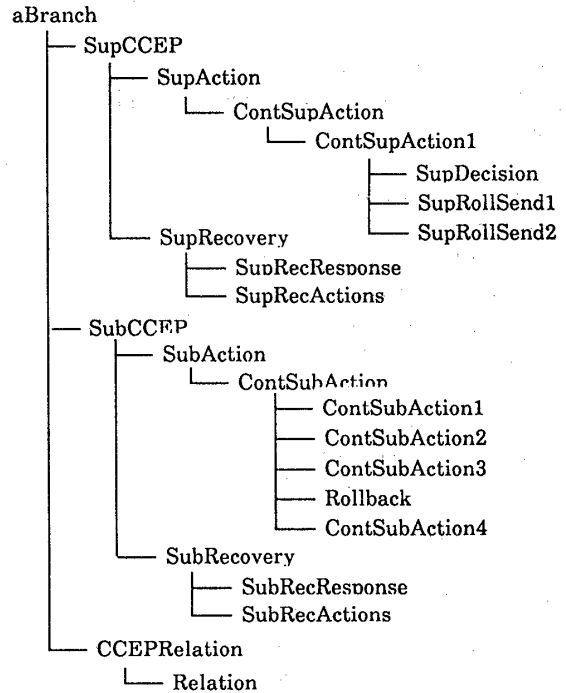 aBranch
SupCCEP
SupAction
ContSupAction
ContSupAction1
SupDecision
SupRollSend1
SupRollSend2
SupRecovery
SupRecResponse
SupRecActions
SubCCEP
SubAction
ContSubAction
ContSubAction1
ContSubAction2
ContSubAction3
Rollback
ContSubAction4
SubRecovery
SubRecResponse
SubRecActions
CCEPRelation
Relation